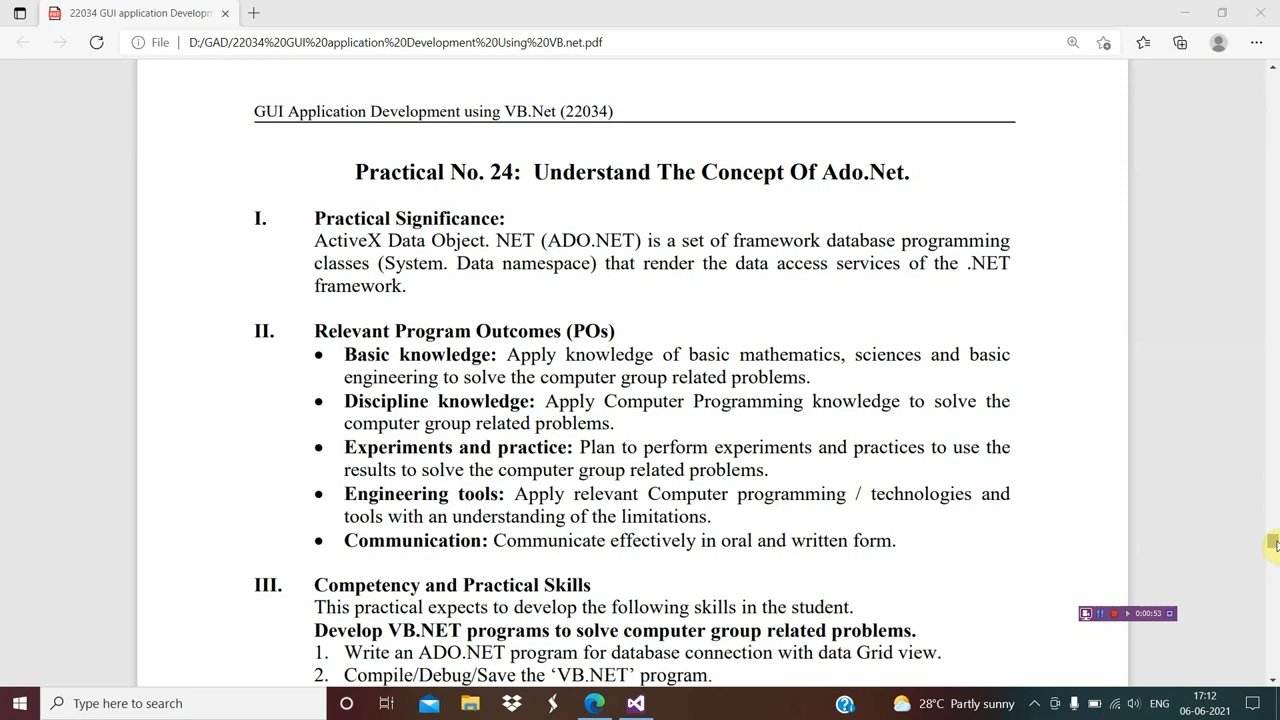 22034 GUI application Developm
File
D:/GAD/22034%20GUI%20application%20Development%20Using%20VB.net.pdf
GUI Application Development using VB.Net (22034)
Practical No. 24: Understand The Concept Of Ado.Net.
I. Practical Significance:
ActiveX Data Object. NET (ADO.NET) is a set of framework database programming
classes (System. Data namespace) that render the data access services of the .NET
framework.
II. Relevant Program Outcomes (POs)
• Basic knowledge: Apply knowledge of basic mathematics, sciences and basic
engineering to solve the computer group related problems.
• Discipline knowledge: Apply Computer Programming knowledge to solve the
computer group related problems.
• Experiments and practice: Plan to perform experiments and practices to use the
results to solve the computer group related problems.
• Engineering tools: Apply relevant Computer programming / technologies and
tools with an understanding of the limitations.
• Communication: Communicate effectively in oral and written form.
III. Competency and Practical Skills
This practical expects to develop the following skills in the student.
Develop VB.NET programs to solve computer group related problems.
1. Write an ADO.NET program for database connection with data Grid view.
2. Compile/Debug/Save the ‘VB.NET’ program.
0:00:53
Type here to search
28°C Partly sunny
ENG
17:12
06-06-2021